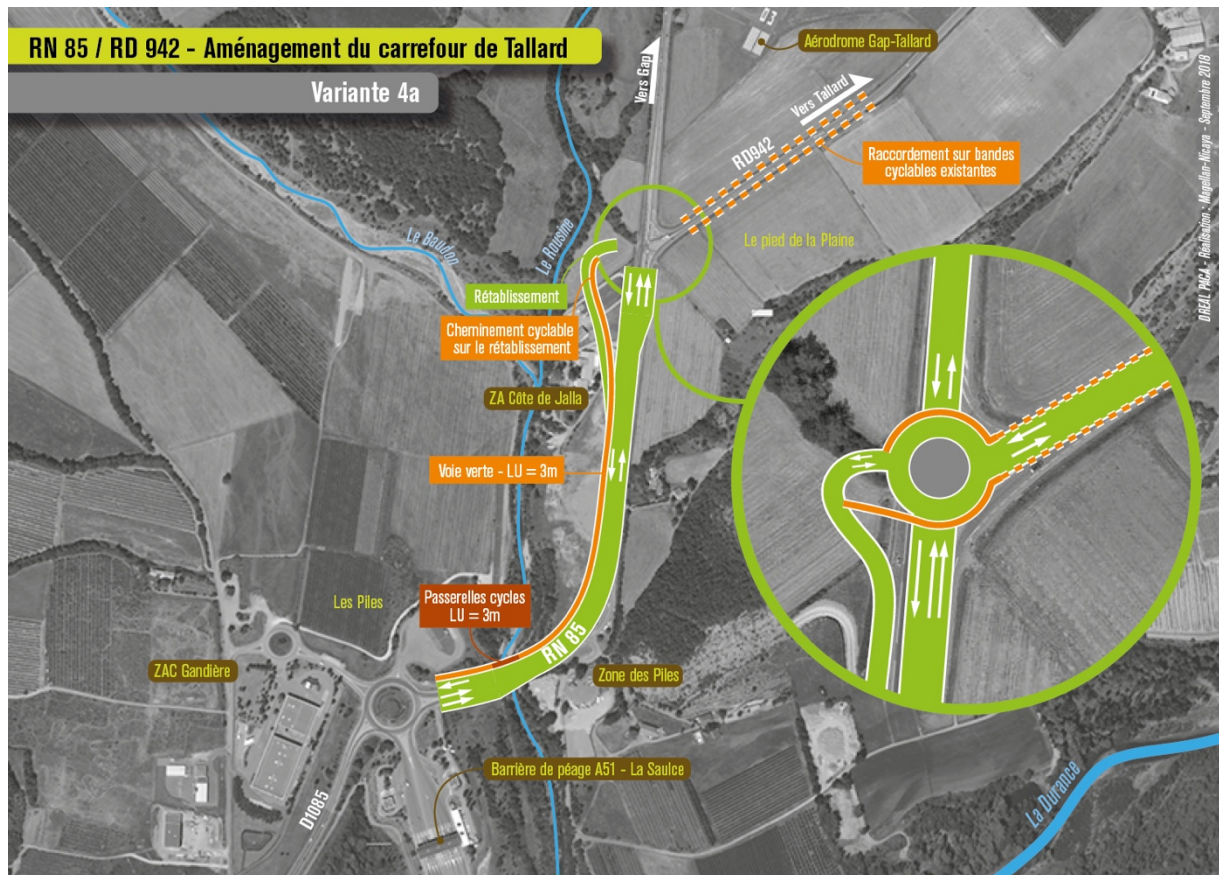 RN 85 / RD 942 - Aménagement du carrefour de Tallard
Variante 4a
Aérodrome Gap-Tallard
Vers Gap
Vers Tallard
RD942
Raccordement sur bandes
cyclables existantes
DREAL PACA - Réalisation : Magellan-Nicaya - Septembre 2018
Le Baudon
Le Rousine
Le pied de la Plaine
Rétablissement
Cheminement cyclable
sur le rétablissement
ZA Côte de Jalla
Voie verte - LU = 3m
Passerelles cycles
LU = 3m
Les Piles
RN 85
ZAC Gandière
Zone des Piles
Barrière de péage A51 - La Saulce
D1085
La Durance